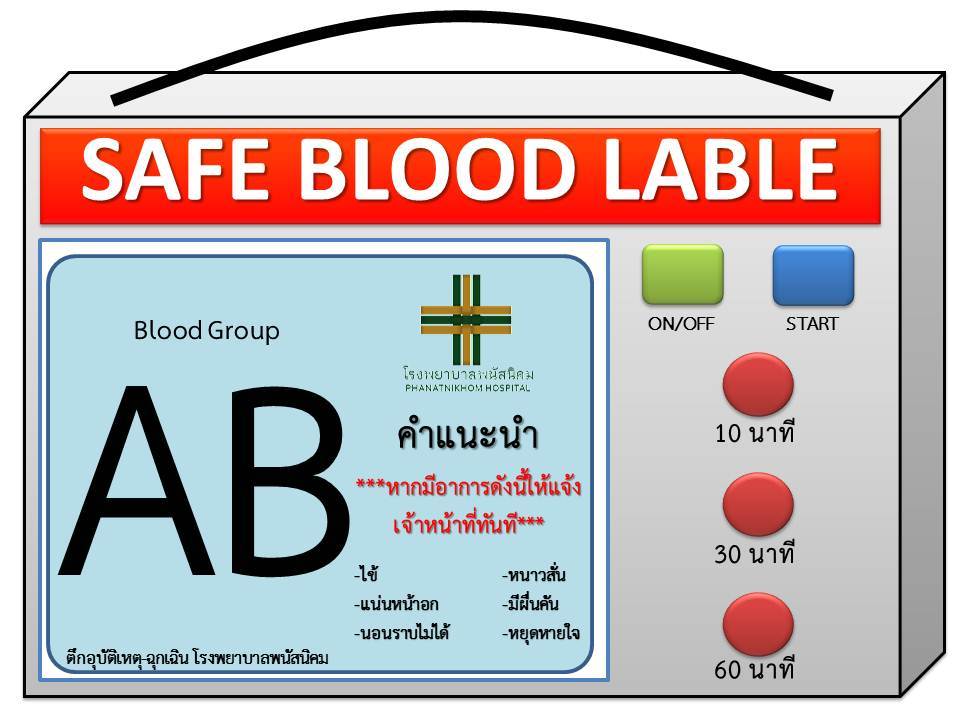 SAFE BLOOD LABLE
Blood Group
AB
โรงพยาบาลพนัสนิคม
PHANATNIKHOM HOSPITAL
คำแนะนำ
***หากมีอาการดังนี้ให้แจ้ง
เจ้าหน้าที่ทันที***
-ไข้ -หนาวสั่น
-แน่นหน้าอก -มีผื่นคัน
-นอนราบไม่ได้ -หยุดหายใจ
ตึกอุบัติเหตุ-ฉุกเฉิน โรงพยาบาลพนัสนิคม
ON/OFF START
10 นาที
30 นาที
60 นาที